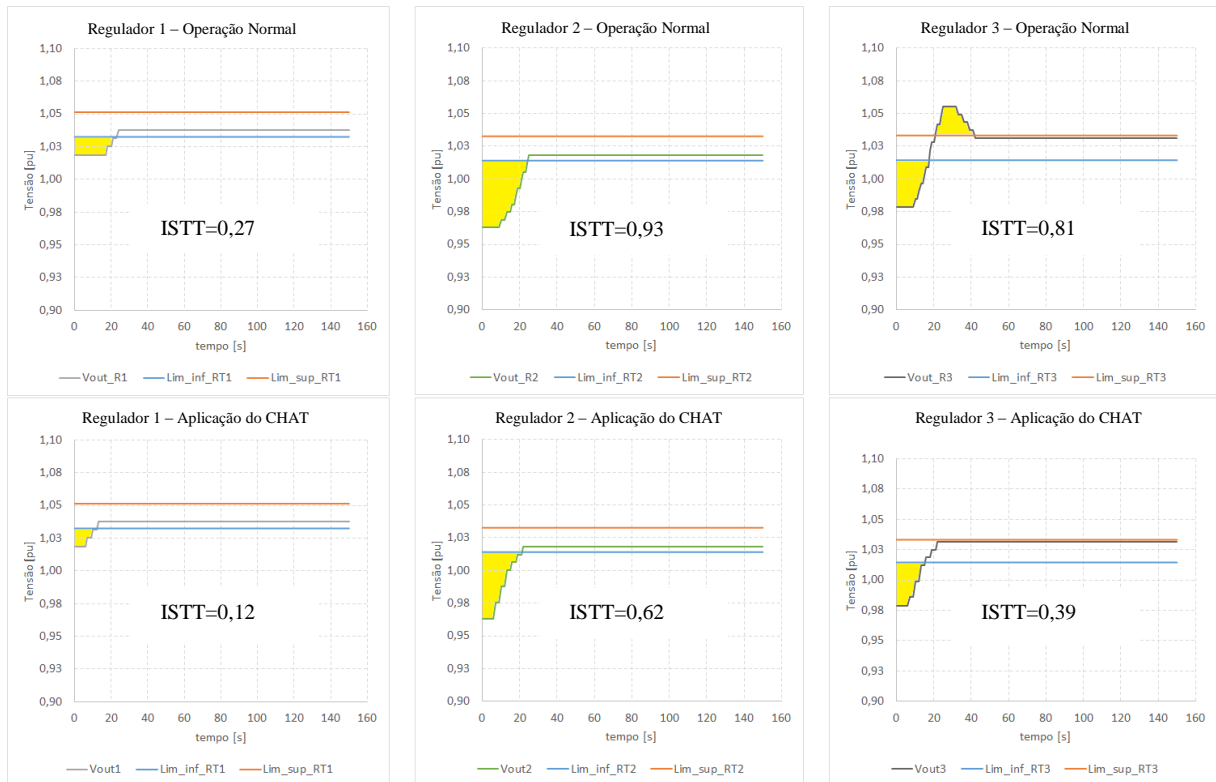 Regulador 1 – Operação Normal
1,10
1,08
1,05
1,03
1,00
0,98
0,95
0,93
0,90
Tensão [pu]
ISTT=0,27
0 20 40 60 80 100 120 140 160
tempo [s]
Vout_R1 Lim_inf_RT1 Lim_sup_RT1
Regulador 2 – Operação Normal
1,10
1,08
1,05
1,03
1,00
0,98
0,95
0,93
0,90
Tensão [pu]
ISTT=0,93
0 20 40 60 80 100 120 140 160
tempo [s]
Vout_R2 Lim_inf_RT2 Lim_sup_RT2
Regulador 3 – Operação Normal
1,10
1,08
1,05
1,03
1,00
0,98
0,95
0,93
0,90
Tensão [pu]
ISTT=0,81
0 20 40 60 80 100 120 140 160
tempo [s]
Vout_R3 Lim_inf_RT3 Lim_sup_RT3
Regulador 1 – Aplicação do CHAT
1,10
1,08
1,05
1,03
1,00
0,98
0,95
0,93
0,90
Tensão [pu]
ISTT=0,12
0 20 40 60 80 100 120 140 160
tempo [s]
Vout1 Lim_inf_RT1 Lim_sup_RT1
Regulador 2 – Aplicação do CHAT
1,10
1,08
1,05
1,03
1,00
0,98
0,95
0,93
0,90
Tensão [pu]
ISTT=0,62
0 20 40 60 80 100 120 140 160
tempo [s]
Vout2 Lim_inf_RT2 Lim_sup_RT2
Regulador 3 – Aplicação do CHAT
1,10
1,08
1,05
1,03
1,00
0,98
0,95
0,93
0,90
Tensão [pu]
ISTT=0,39
0 20 40 60 80 100 120 140 160
tempo [s]
Vout3 Lim_inf_RT3 Lim_sup_RT3